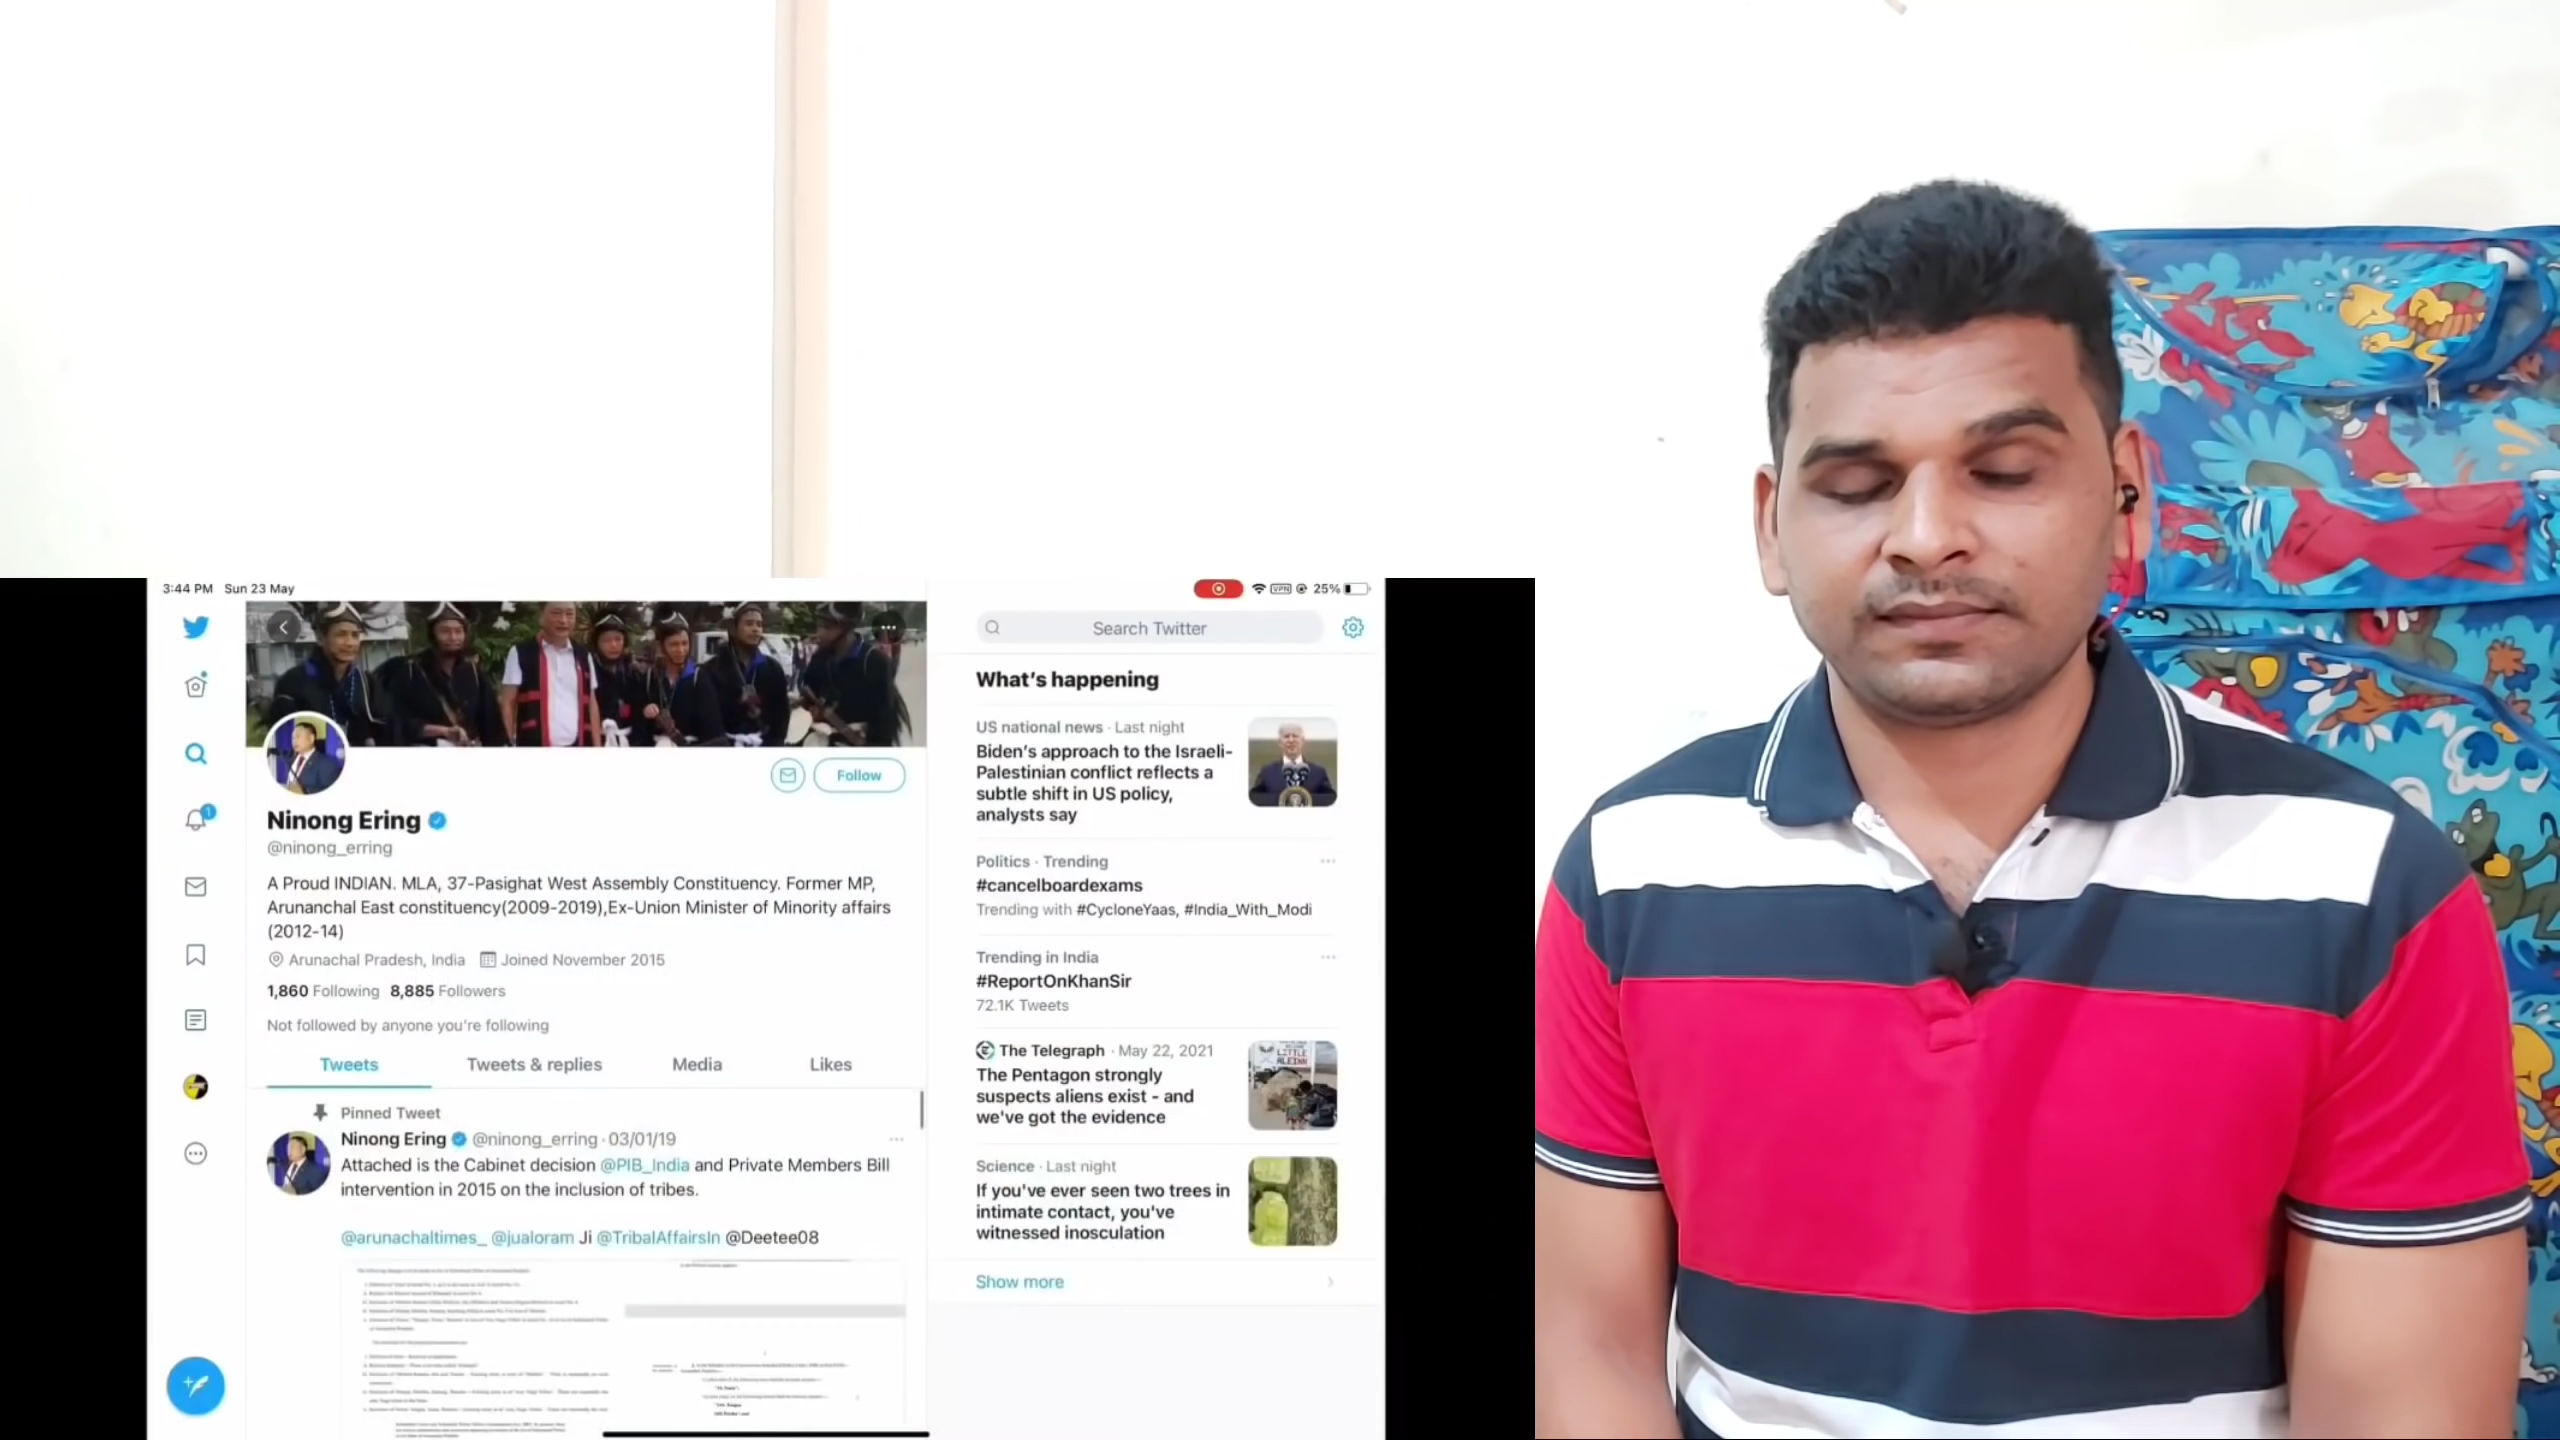 3:44 PM Sun 23 May
VPN 25%
Search Twitter
Follow
Ninong Ering
@ninong_erring
A Proud INDIAN. MLA, 37-Pasighat West Assembly Constituency. Former MP,
Arunanchal East constituency(2009-2019),Ex-Union Minister of Minority affairs
(2012-14)
Arunachal Pradesh, India Joined November 2015
1,860 Following 8,885 Followers
Not followed by anyone you're following
Tweets Tweets & replies Media Likes
Pinned Tweet
Ninong Ering @ninong_erring · 03/01/19
Attached is the Cabinet decision @PIB_India and Private Members Bill
intervention in 2015 on the inclusion of tribes.
@arunachaltimes_ @jualoram Ji @TribalAffairsIn @Deetee08
What's happening
US national news · Last night
Biden's approach to the Israeli-
Palestinian conflict reflects a
subtle shift in US policy,
analysts say
Politics · Trending
#cancelboardexams
Trending with #CycloneYaas, #India_With_Modi
Trending in India
#ReportOnKhanSir
72.1K Tweets
The Telegraph · May 22, 2021
The Pentagon strongly
suspects aliens exist - and
we've got the evidence
LITTLE
Science · Last night
If you've ever seen two trees in
intimate contact, you've
witnessed inosculation
Show more
1